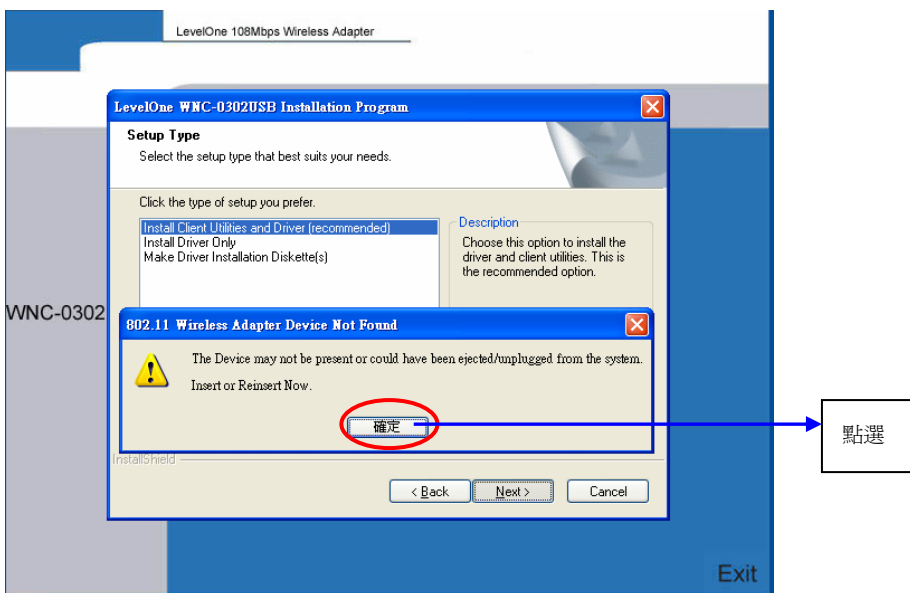 LevelOne 108Mbps Wireless Adapter
LevelOne WNC-0302USB Installation Program
Setup Type
Select the setup type that best suits your needs.
Click the type of setup you prefer.
Install Client Utilities and Driver (recommended)
Install Driver Only
Make Driver Installation Diskette(s)
Description
Choose this option to install the
driver and client utilities. This is
the recommended option.
WNC-0302
802.11 Wireless Adapter Device Not Found
The Device may not be present or could have been ejected/unplugged from the system.
Insert or Reinsert Now.
確定
點選
InstallShield
< Back
Next >
Cancel
Exit